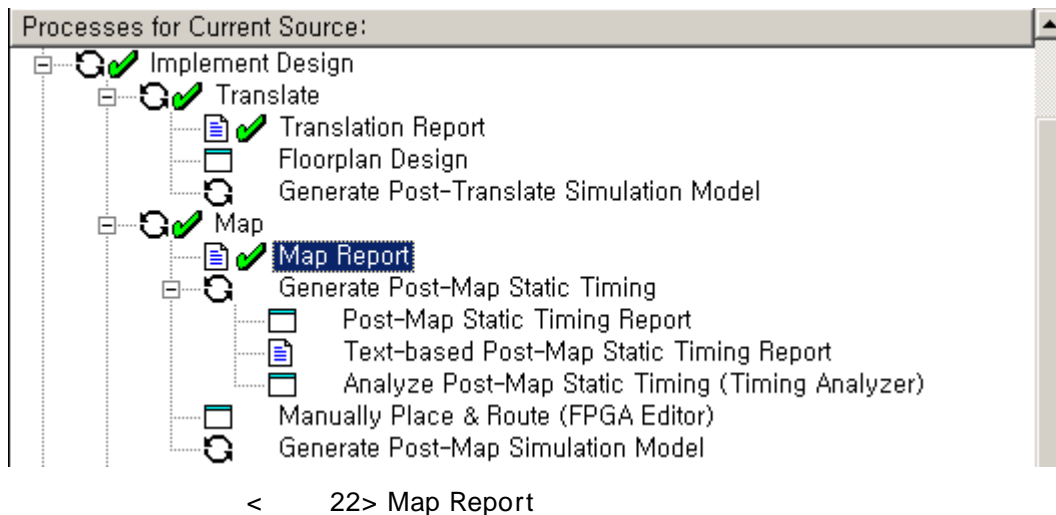 Processes for Current Source:
Implement Design
Translate
Translation Report
Floorplan Design
Generate Post-Translate Simulation Model
Map
Map Report
Generate Post-Map Static Timing
Post-Map Static Timing Report
Text-based Post-Map Static Timing Report
Analyze Post-Map Static Timing (Timing Analyzer)
Manually Place & Route (FPGA Editor)
Generate Post-Map Simulation Model
< 22> Map Report